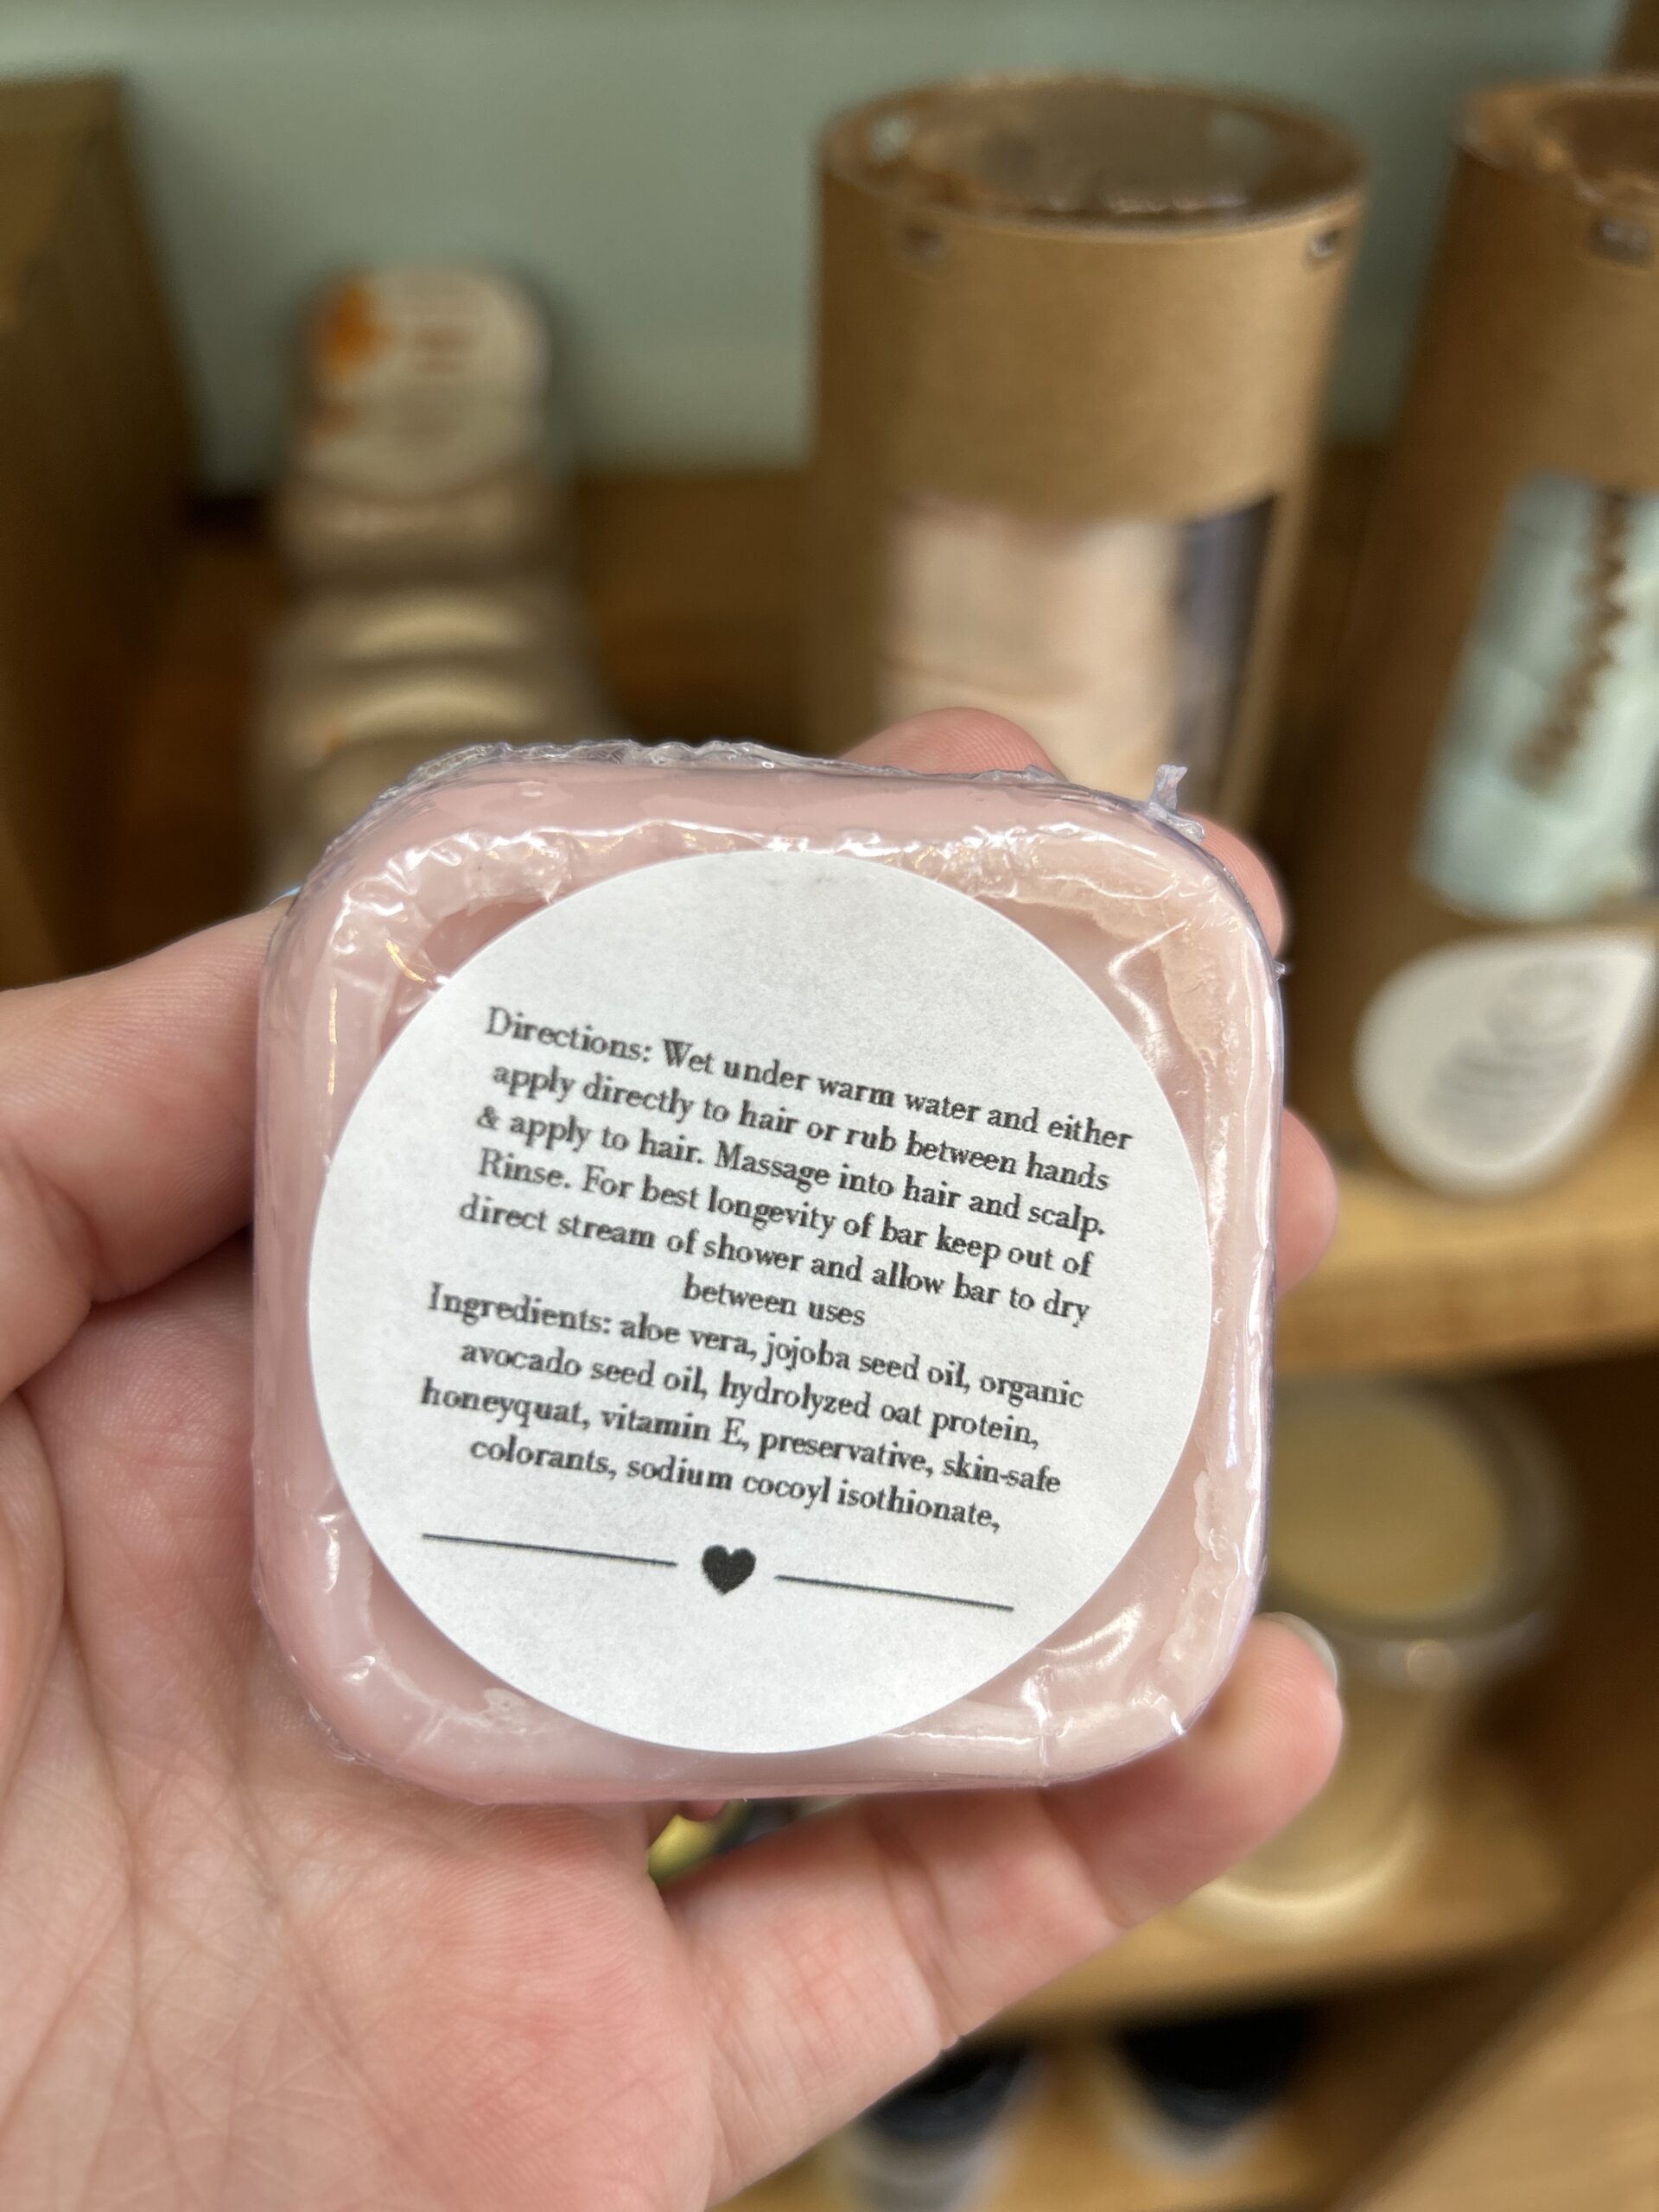 Directions: Wet under warm water and either
apply directly to hair or rub between hands
& apply to hair. Massage into hair and scalp.
Rinse. For best longevity of bar keep out of
direct stream of shower and allow bar to dry
between uses
Ingredients: aloe vera, jojoba seed oil, organic
avocado seed oil, hydrolyzed oat protein,
honeyquat, vitamin E, preservative, skin-safe
colorants, sodium cocoyl isothionate,